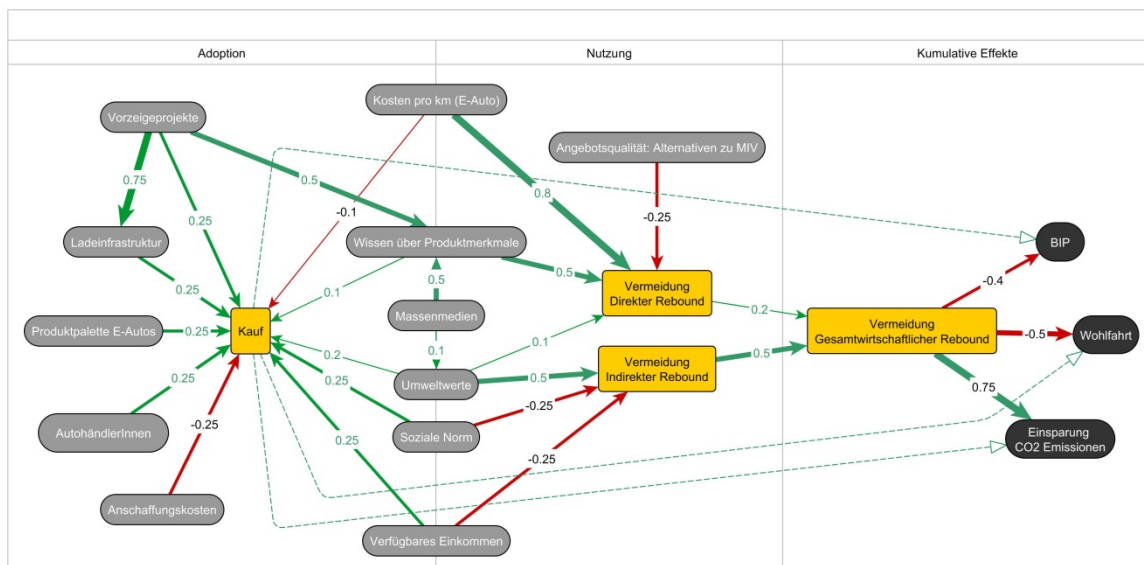 Adoption
Nutzung
Kumulative Effekte
Kosten pro km (E-Auto)
Vorzeigeprojekte
Angebotsqualität: Alternativen zu MIV
0.75
0.5
0.8
0.25
-0.1
-0.25
Ladeinfrastruktur
Wissen über Produktmerkmale
BIP
0.25
0.1
0.5
0.5
Vermeidung
Direkter Rebound
-0.4
0.2
Massenmedien
Produktpalette E-Autos
0.25
Kauf
Vermeidung
Gesamtwirtschaftlicher Rebound
-0.5
Wohlfahrt
0.1
0.1
0.2
0.25
0.25
Umweltwerte
0.5
Vermeidung
Indirekter Rebound
0.5
0.75
-0.25
-0.25
AutohändlerInnen
Soziale Norm
0.25
-0.25
Einsparung
CO2 Emissionen
Anschaffungskosten
Verfügbares Einkommen